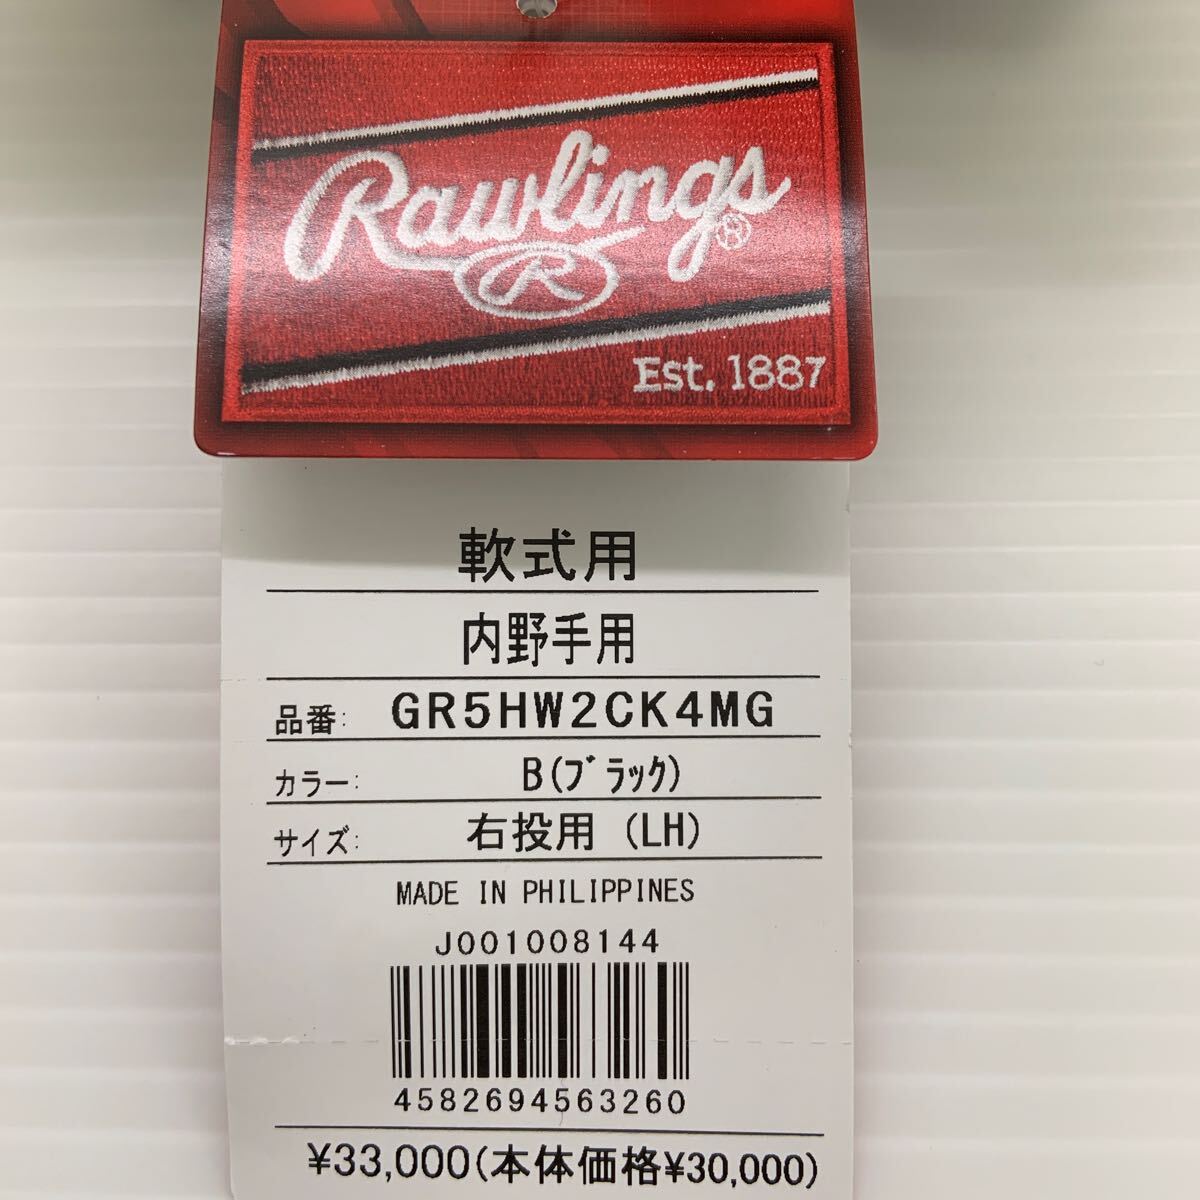 Rawlings®
R
Est. 1887
軟式用
内野手用
品番: GR5HW2CK4MG
カラー: B(ブラック)
サイズ: 右投用 (LH)
MADE IN PHILIPPINES
J001008144
4582694563260
¥33,000(本体価格¥30,000)